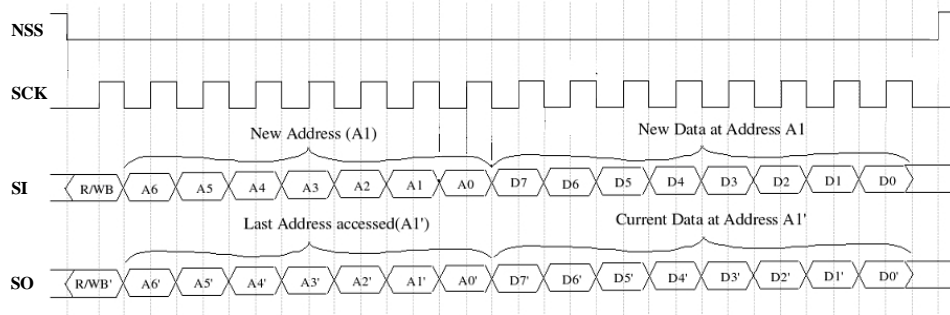 NSS
SCK
New Address (A1) New Data at Address A1
SI R/WB A6 A5 A4 A3 A2 A1 A0 D7 D6 D5 D4 D3 D2 D1 D0
Last Address accessed(A1') Current Data at Address A1'
SO R/WB' A6' A5' A4' A3' A2' A1' A0' D7' D6' D5' D4' D3' D2' D1' D0'